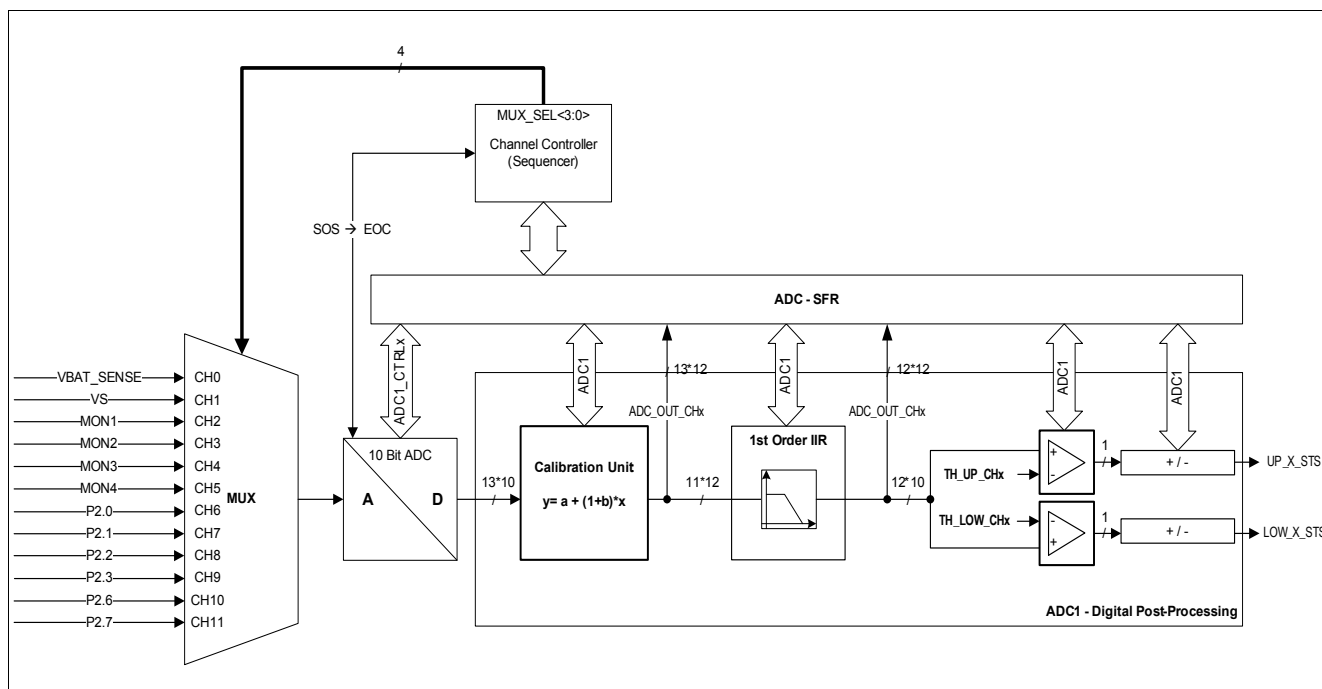 4
MUX_SEL<3:0>
Channel Controller
(Sequencer)
SOS → EOC
ADC - SFR
ADC1_CTRLx
ADC1
13*12
ADC1
12*12
ADC1
ADC1
VBAT_SENSE
VS
MON1
MON2
MON3
MON4
P2.0
P2.1
P2.2
P2.3
P2.6
P2.7
CH0
CH1
CH2
CH3
CH4
CH5
CH6
CH7
CH8
CH9
CH10
CH11
MUX
10 Bit ADC
A
D
13*10
Calibration Unit
y= a + (1+b)*x
ADC_OUT_CHx
11*12
1st Order IIR
ADC_OUT_CHx
12*10
TH_UP_CHx
+
-
1
+ / -
UP_X_STS
TH_LOW_CHx
-
+
1
+ / -
LOW_X_STS
ADC1 - Digital Post-Processing